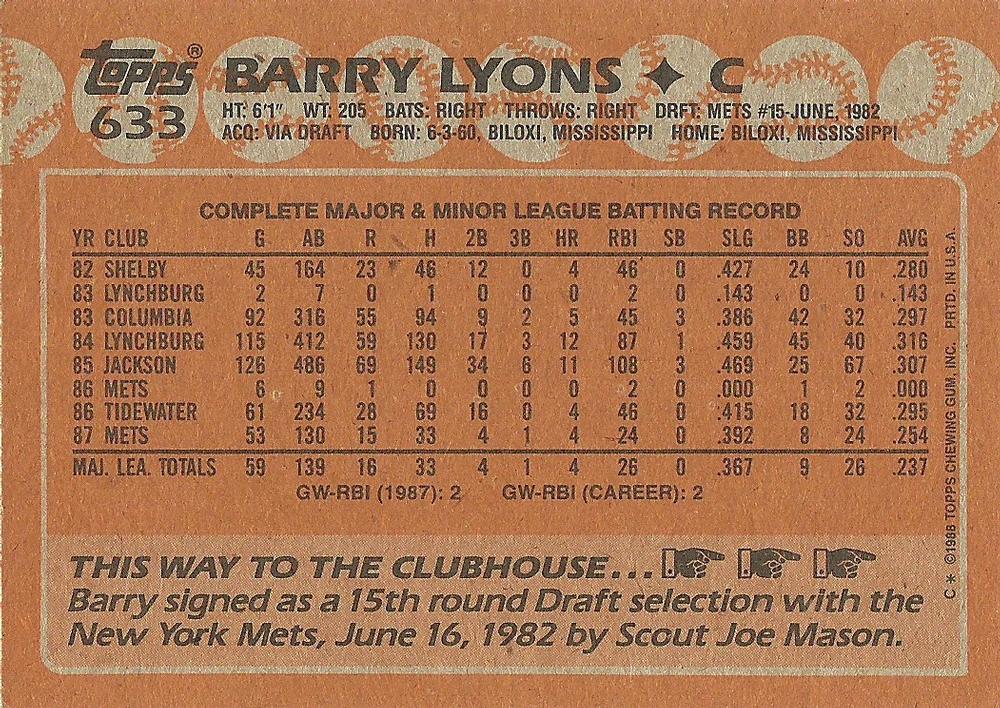 Topps®
633
BARRY LYONS ✦ C
HT: 6'1" WT: 205 BATS: RIGHT THROWS: RIGHT DRFT: METS #15-JUNE, 1982
ACQ: VIA DRAFT BORN: 6-3-60, BILOXI, MISSISSIPPI HOME: BILOXI, MISSISSIPPI
COMPLETE MAJOR & MINOR LEAGUE BATTING RECORD
YR CLUB G AB R H 2B 3B HR RBI SB SLG BB SO AVG
82 SHELBY 45 164 23 46 12 0 4 46 0 .427 24 10 .280
83 LYNCHBURG 2 7 0 1 0 0 0 2 0 .143 0 0 .143
83 COLUMBIA 92 316 55 94 9 2 5 45 3 .386 42 32 .297
84 LYNCHBURG 115 412 59 130 17 3 12 87 1 .459 45 40 .316
85 JACKSON 126 486 69 149 34 6 11 108 3 .469 25 67 .307
86 METS 6 9 1 0 0 0 0 2 0 .000 1 2 .000
86 TIDEWATER 61 234 28 69 16 0 4 46 0 .415 18 32 .295
87 METS 53 130 15 33 4 1 4 24 0 .392 8 24 .254
MAJ. LEA. TOTALS 59 139 16 33 4 1 4 26 0 .367 9 26 .237
GW-RBI (1987): 2 GW-RBI (CAREER): 2
THIS WAY TO THE CLUBHOUSE...
Barry signed as a 15th round Draft selection with the
New York Mets, June 16, 1982 by Scout Joe Mason.
C * ©1988 TOPPS CHEWING GUM, INC. PRTD. IN U.S.A.